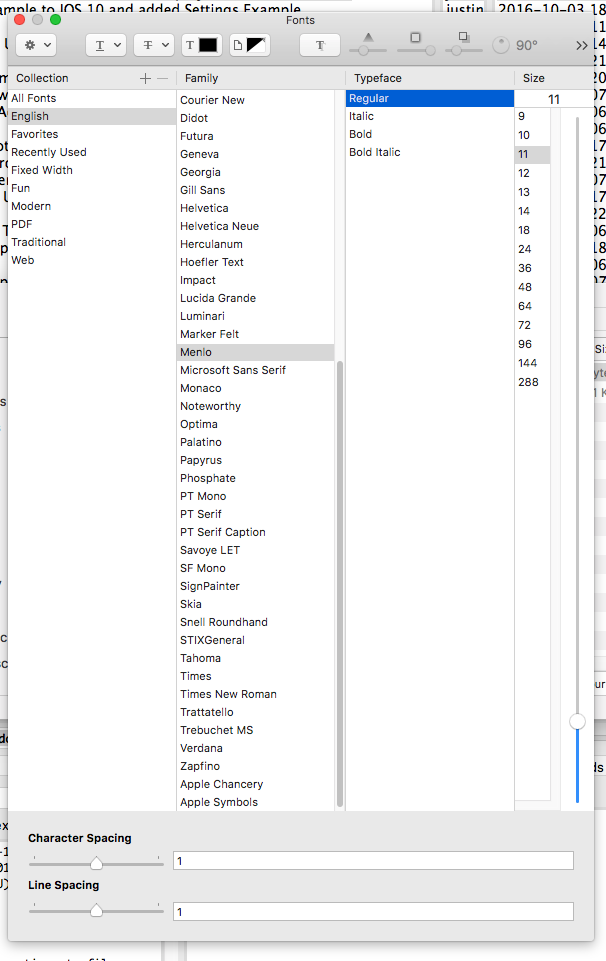 ample to IOS 10 and added Settings Example
justin
2016-10-03 18
Fonts
T
T
T
T
90°
Collection
Family
Typeface
Size
All Fonts
English
Favorites
Recently Used
Fixed Width
Fun
Modern
PDF
Traditional
Web
Courier New
Didot
Futura
Geneva
Georgia
Gill Sans
Helvetica
Helvetica Neue
Herculanum
Hoefler Text
Impact
Lucida Grande
Luminari
Marker Felt
Menlo
Microsoft Sans Serif
Monaco
Noteworthy
Optima
Palatino
Papyrus
Phosphate
PT Mono
PT Serif
PT Serif Caption
Savoye LET
SF Mono
SignPainter
Skia
Snell Roundhand
STIXGeneral
Tahoma
Times
Times New Roman
Trattatello
Trebuchet MS
Verdana
Zapfino
Apple Chancery
Apple Symbols
Regular
Italic
Bold
Bold Italic
11
9
10
11
12
13
14
18
24
36
48
64
72
96
144
288
Character Spacing
1
Line Spacing
1